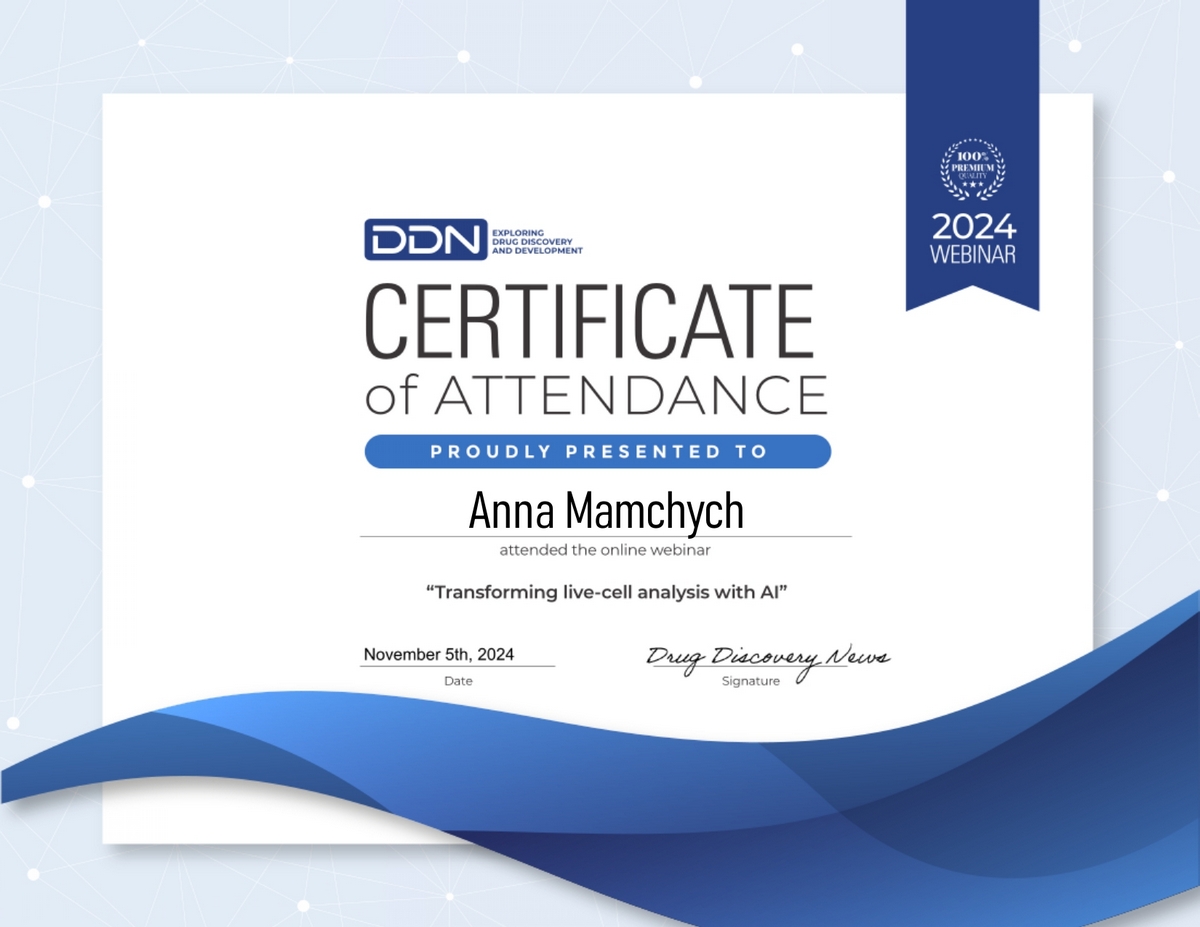 100%
PREMIUM
QUALITY
2024
WEBINAR
DDN
EXPLORING
DRUG DISCOVERY
AND DEVELOPMENT
CERTIFICATE
of ATTENDANCE
PROUDLY PRESENTED TO
Anna Mamchych
attended the online webinar
“Transforming live-cell analysis with AI”
November 5th, 2024
Drug Discovery News
Date
Signature